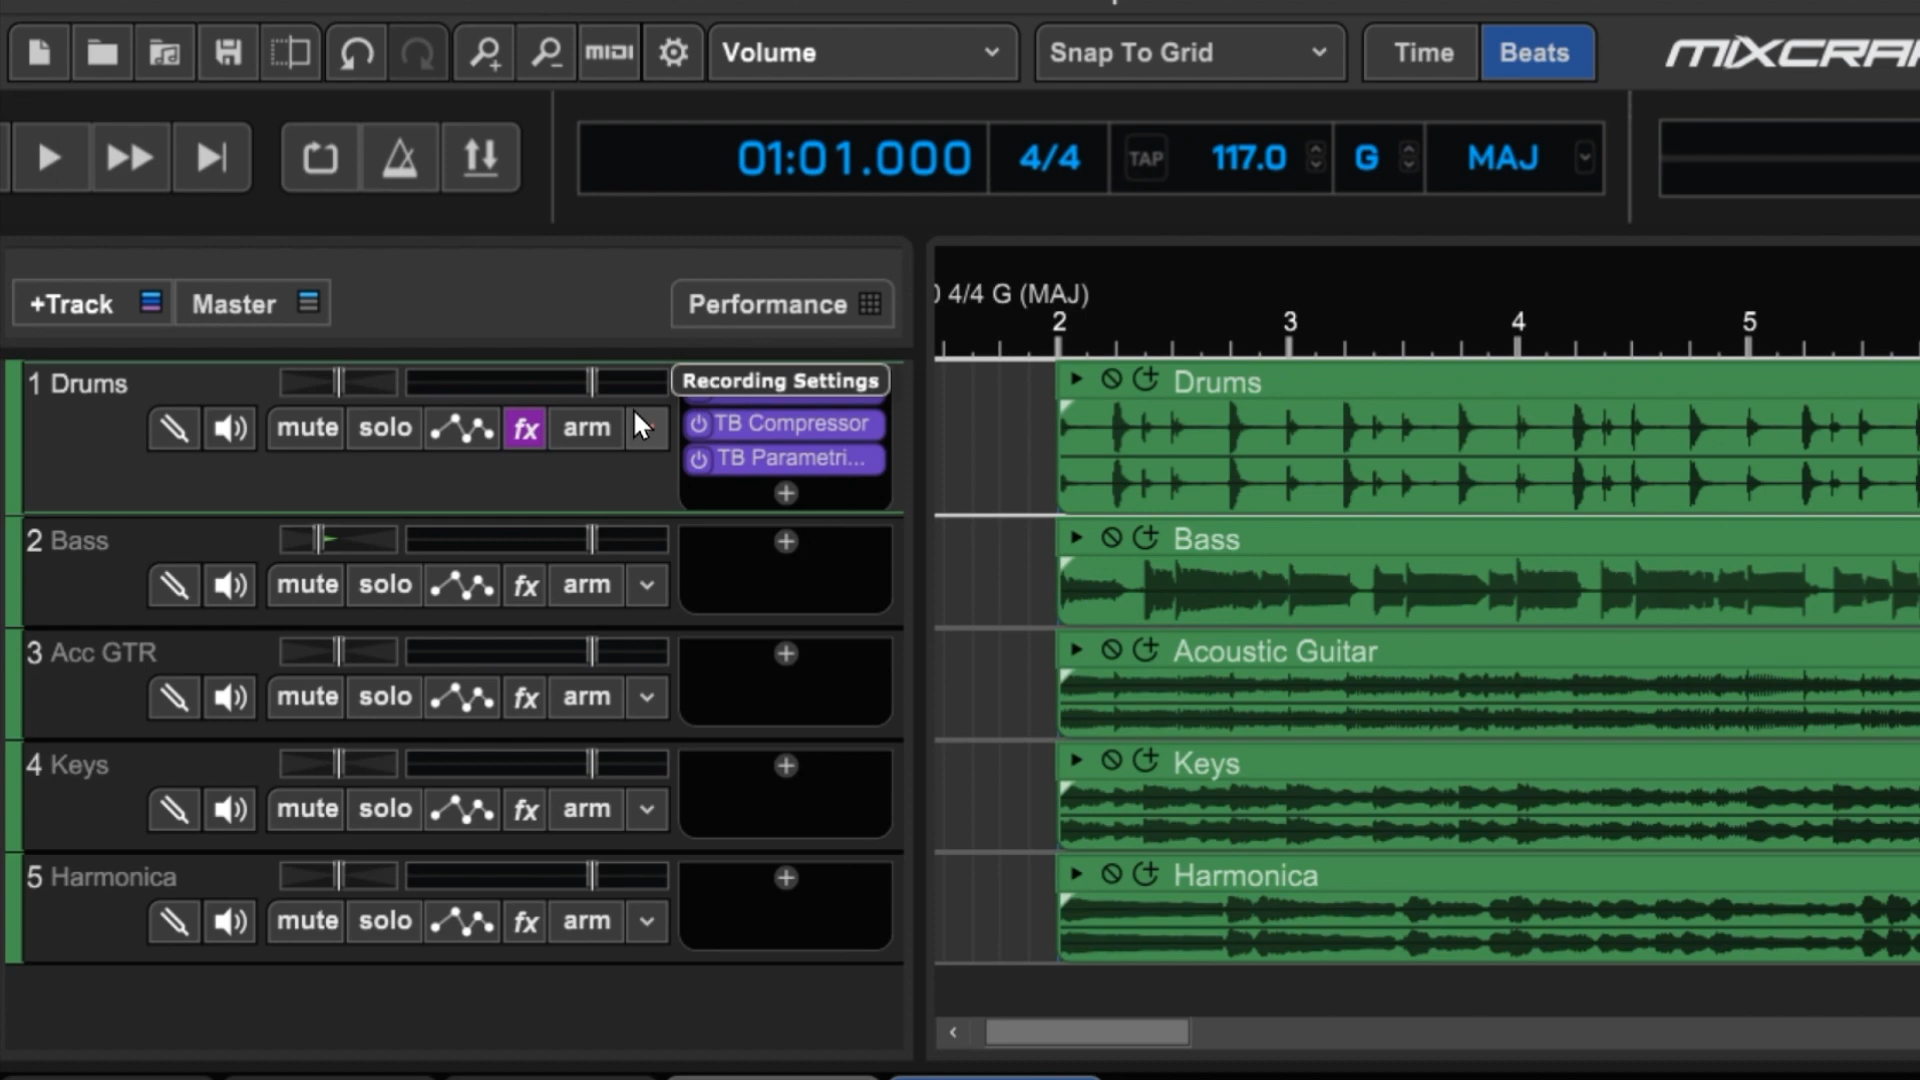 MIDI Volume Snap To Grid Time Beats
01:01.000 4/4 TAP 117.0 G MAJ
+Track Master Performance
4/4 G (MAJ)
2 3 4 5
1 Drums
Recording Settings
mute solo fx arm
TB Compressor
TB Parametri...
Drums
2 Bass
mute solo fx arm
Bass
3 Acc GTR
mute solo fx arm
Acoustic Guitar
4 Keys
mute solo fx arm
Keys
5 Harmonica
mute solo fx arm
Harmonica